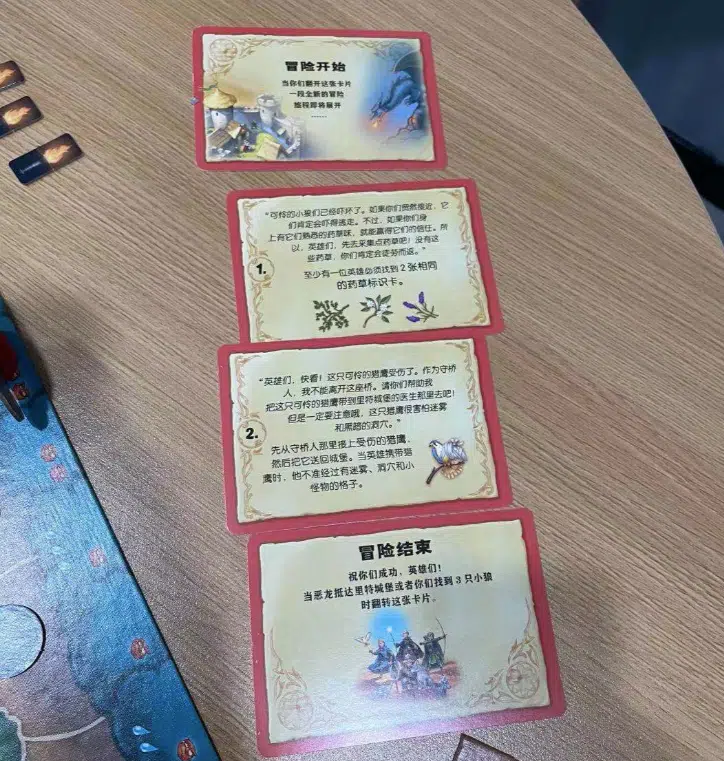 冒险开始
当你们翻开这张卡片
一段全新的冒险
旅程即将展开
……
“可怜的小狼们已经吓坏了。如果你们贸然接近，它
们肯定会吓得逃走。不过，如果你们身
上有它们熟悉的药草味，就能赢得它们的信任。所
以，英雄们，先去采集点药草吧！没有这
些药草，你们肯定会徒劳而返。”
1.
至少有一位英雄必须找到2张相同
的药草标识卡。
“英雄们，快看！这只可怜的猎鹰受伤了。作为守桥
人，我不能离开这座桥。请你们帮助我
把这只可怜的猎鹰带到里特城堡的医生那里去吧！
但是一定要注意哦，这只猎鹰很害怕迷雾
和黑暗的洞穴。”
2.
先从守桥人那里接上受伤的猎鹰，
然后把它送回城堡。当英雄携带猎
鹰时，他不准经过有迷雾、洞穴和小
怪物的格子。
冒险结束
祝你们成功，英雄们！
当恶龙抵达里特城堡或者你们找到3只小狼
时翻转这张卡片。